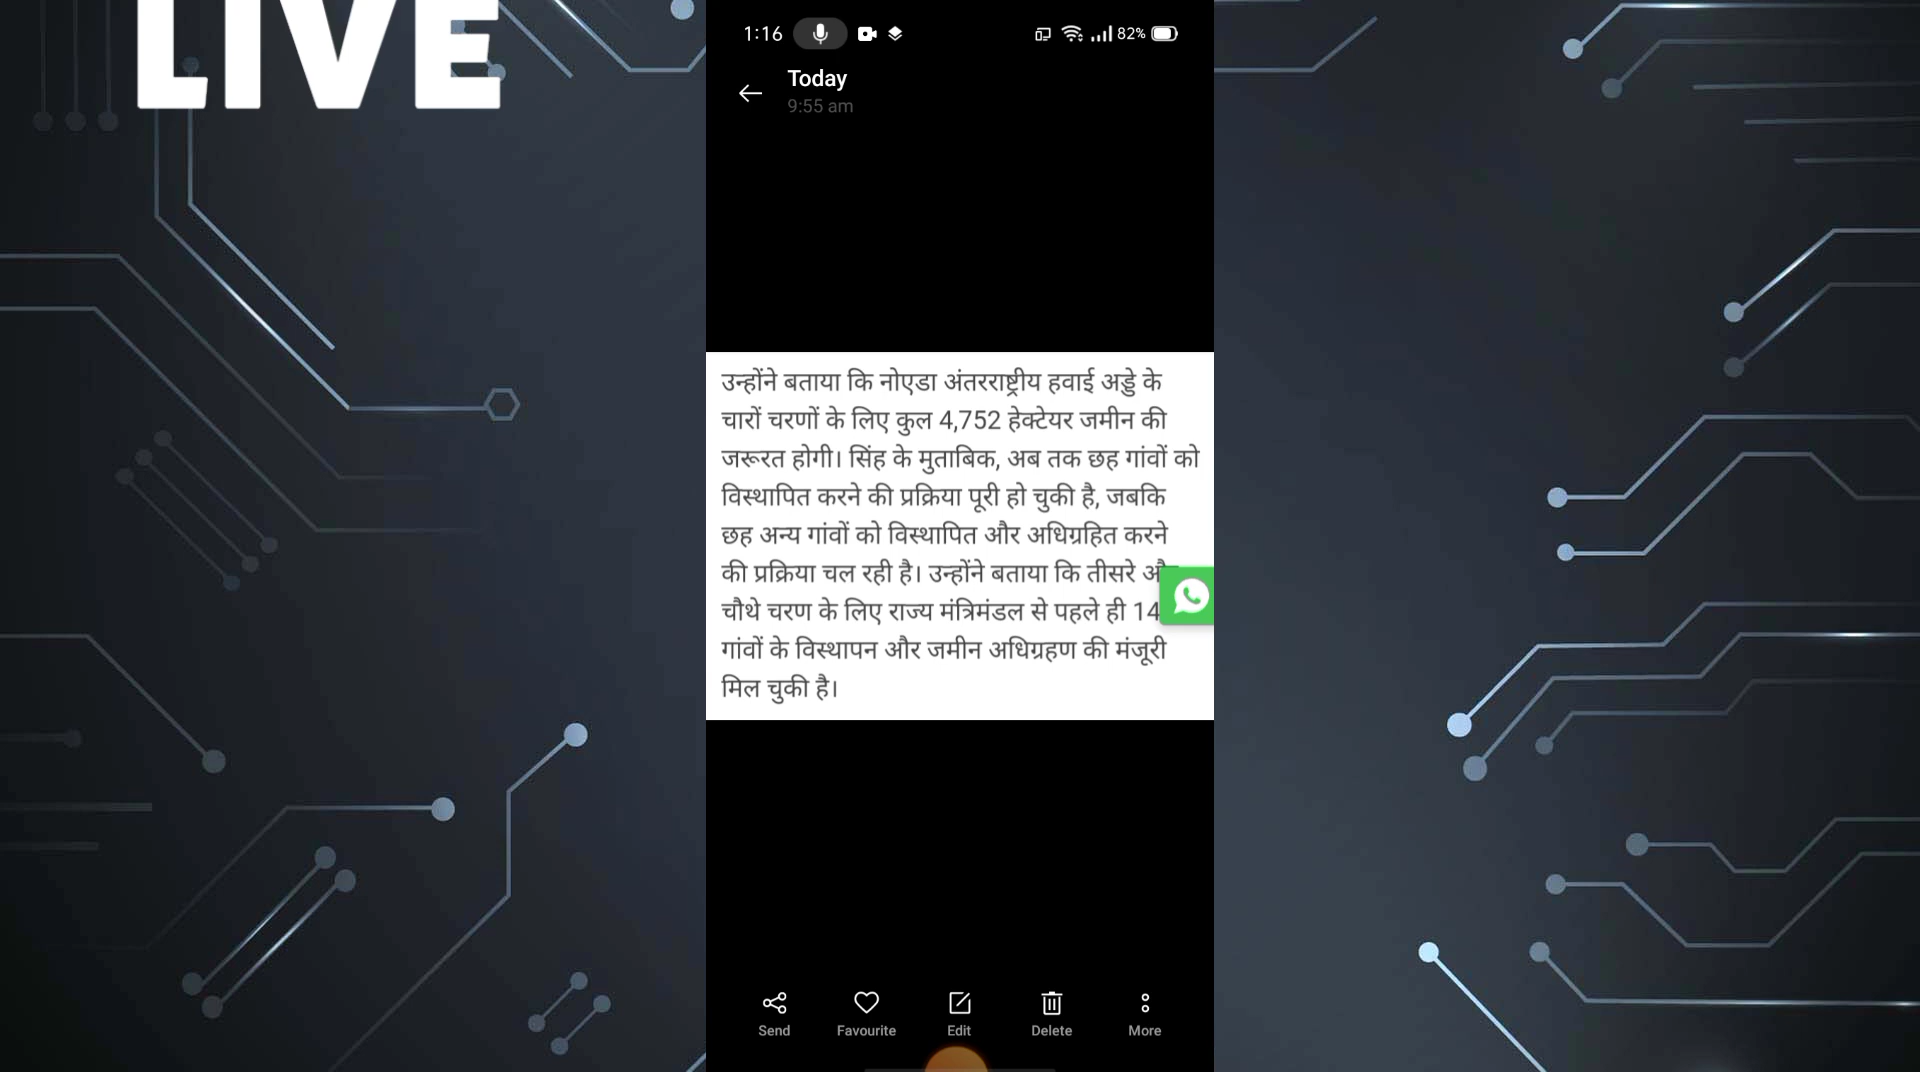 LIVE
1:16
82%
Today
9:55 am
उन्होंने बताया कि नोएडा अंतरराष्ट्रीय हवाई अड्डे के
चारों चरणों के लिए कुल 4,752 हेक्टेयर जमीन की
जरूरत होगी। सिंह के मुताबिक, अब तक छह गांवों को
विस्थापित करने की प्रक्रिया पूरी हो चुकी है, जबकि
छह अन्य गांवों को विस्थापित और अधिग्रहित करने
की प्रक्रिया चल रही है। उन्होंने बताया कि तीसरे
चौथे चरण के लिए राज्य मंत्रिमंडल से पहले ही 14
गांवों के विस्थापन और जमीन अधिग्रहण की मंजूरी
मिल चुकी है।
Send
Favourite
Edit
Delete
More